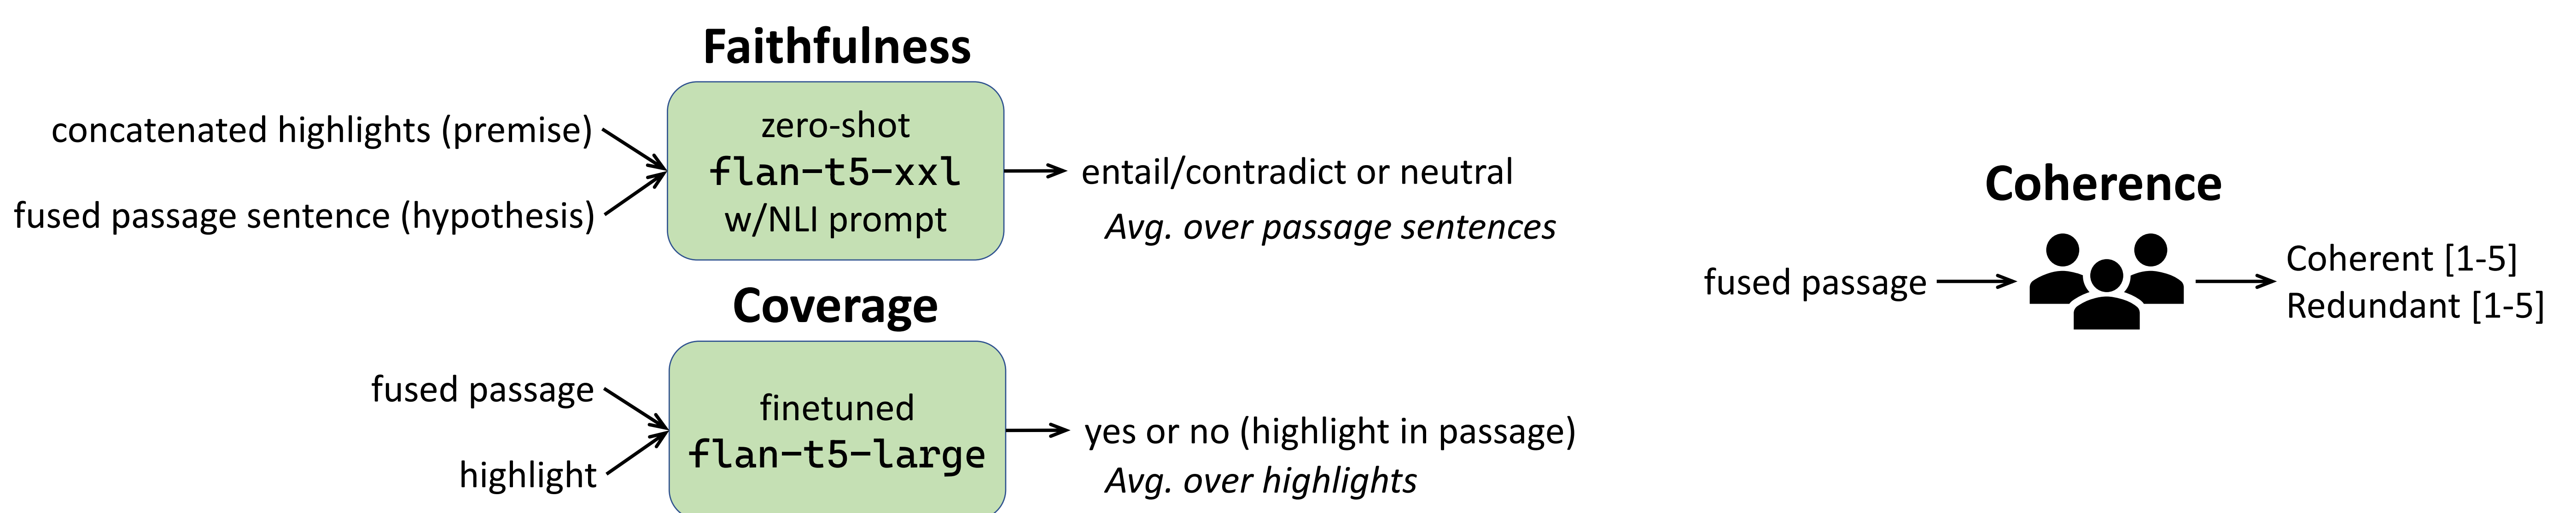 Faithfulness
concatenated highlights (premise)
fused passage sentence (hypothesis)
zero-shot
flan-t5-xxl
w/NLI prompt
entail/contradict or neutral
Avg. over passage sentences
Coverage
fused passage
highlight
finetuned
flan-t5-large
yes or no (highlight in passage)
Avg. over highlights
Coherence
fused passage
Coherent [1-5]
Redundant [1-5]